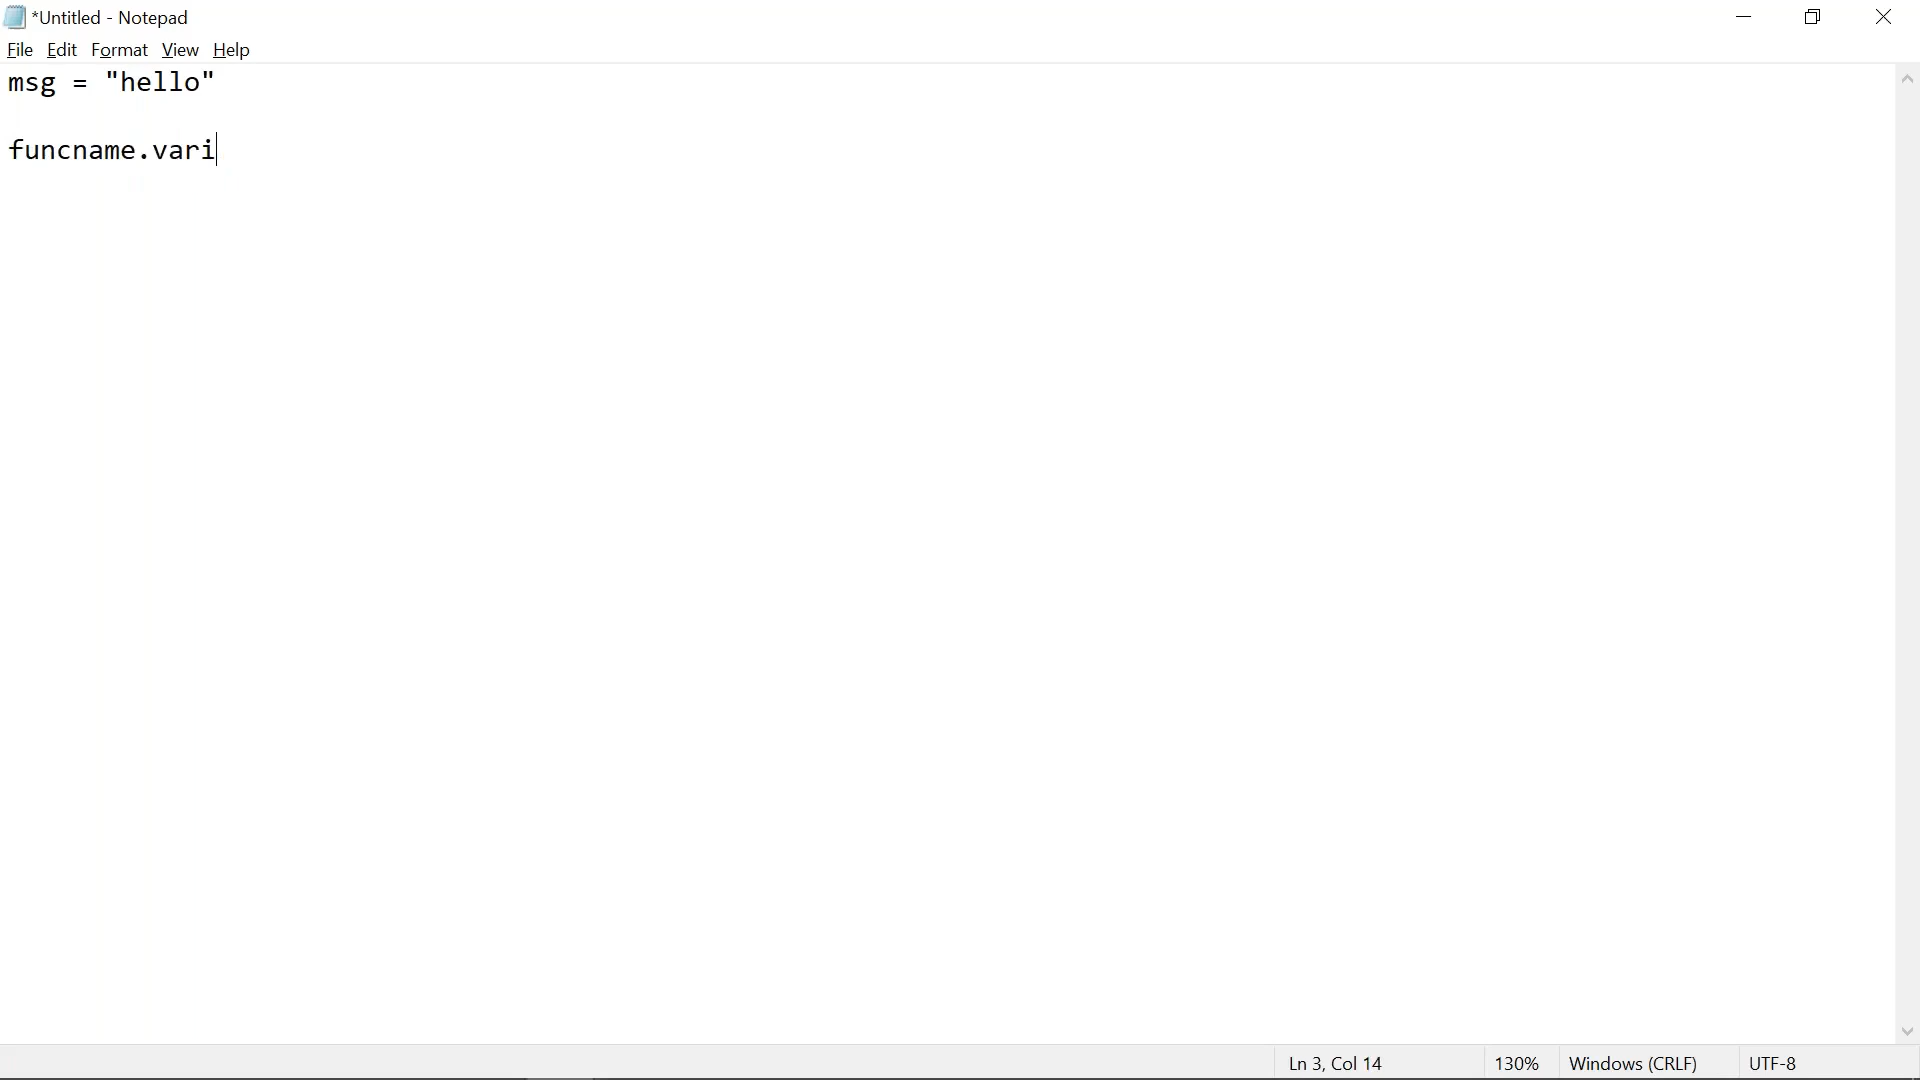 *Untitled - Notepad
File Edit Format View Help
msg = "hello"
funcname.vari
Ln 3, Col 14 130% Windows (CRLF) UTF-8